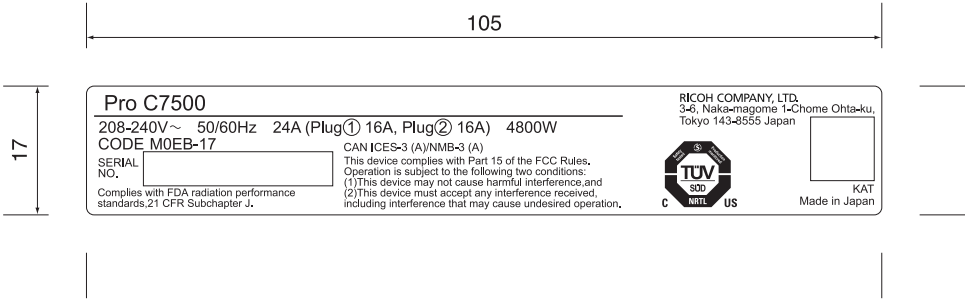 105
17
Pro C7500
208-240V～ 50/60Hz 24A (Plug① 16A, Plug② 16A) 4800W
CODE M0EB-17
SERIAL
NO.
Complies with FDA radiation performance
standards,21 CFR Subchapter J.
CAN ICES-3 (A)/NMB-3 (A)
This device complies with Part 15 of the FCC Rules.
Operation is subject to the following two conditions:
(1)This device may not cause harmful interference,and
(2)This device must accept any interference received,
including interference that may cause undesired operation.
RICOH COMPANY, LTD.
3-6, Naka-magome 1-Chome Ohta-ku,
Tokyo 143-8555 Japan
TÜV
SÜD
NRTL
C US
KAT
Made in Japan